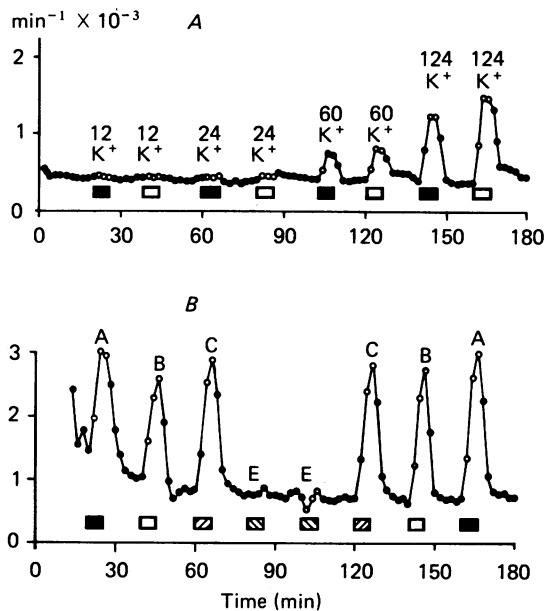 min⁻¹ × 10⁻³
A
2
1
0
12 K⁺
12 K⁺
24 K⁺
24 K⁺
60 K⁺
60 K⁺
124 K⁺
124 K⁺
0 30 60 90 120 150 180
B
3
2
1
0
A B C E E C B A
0 30 60 90 120 150 180
Time (min)